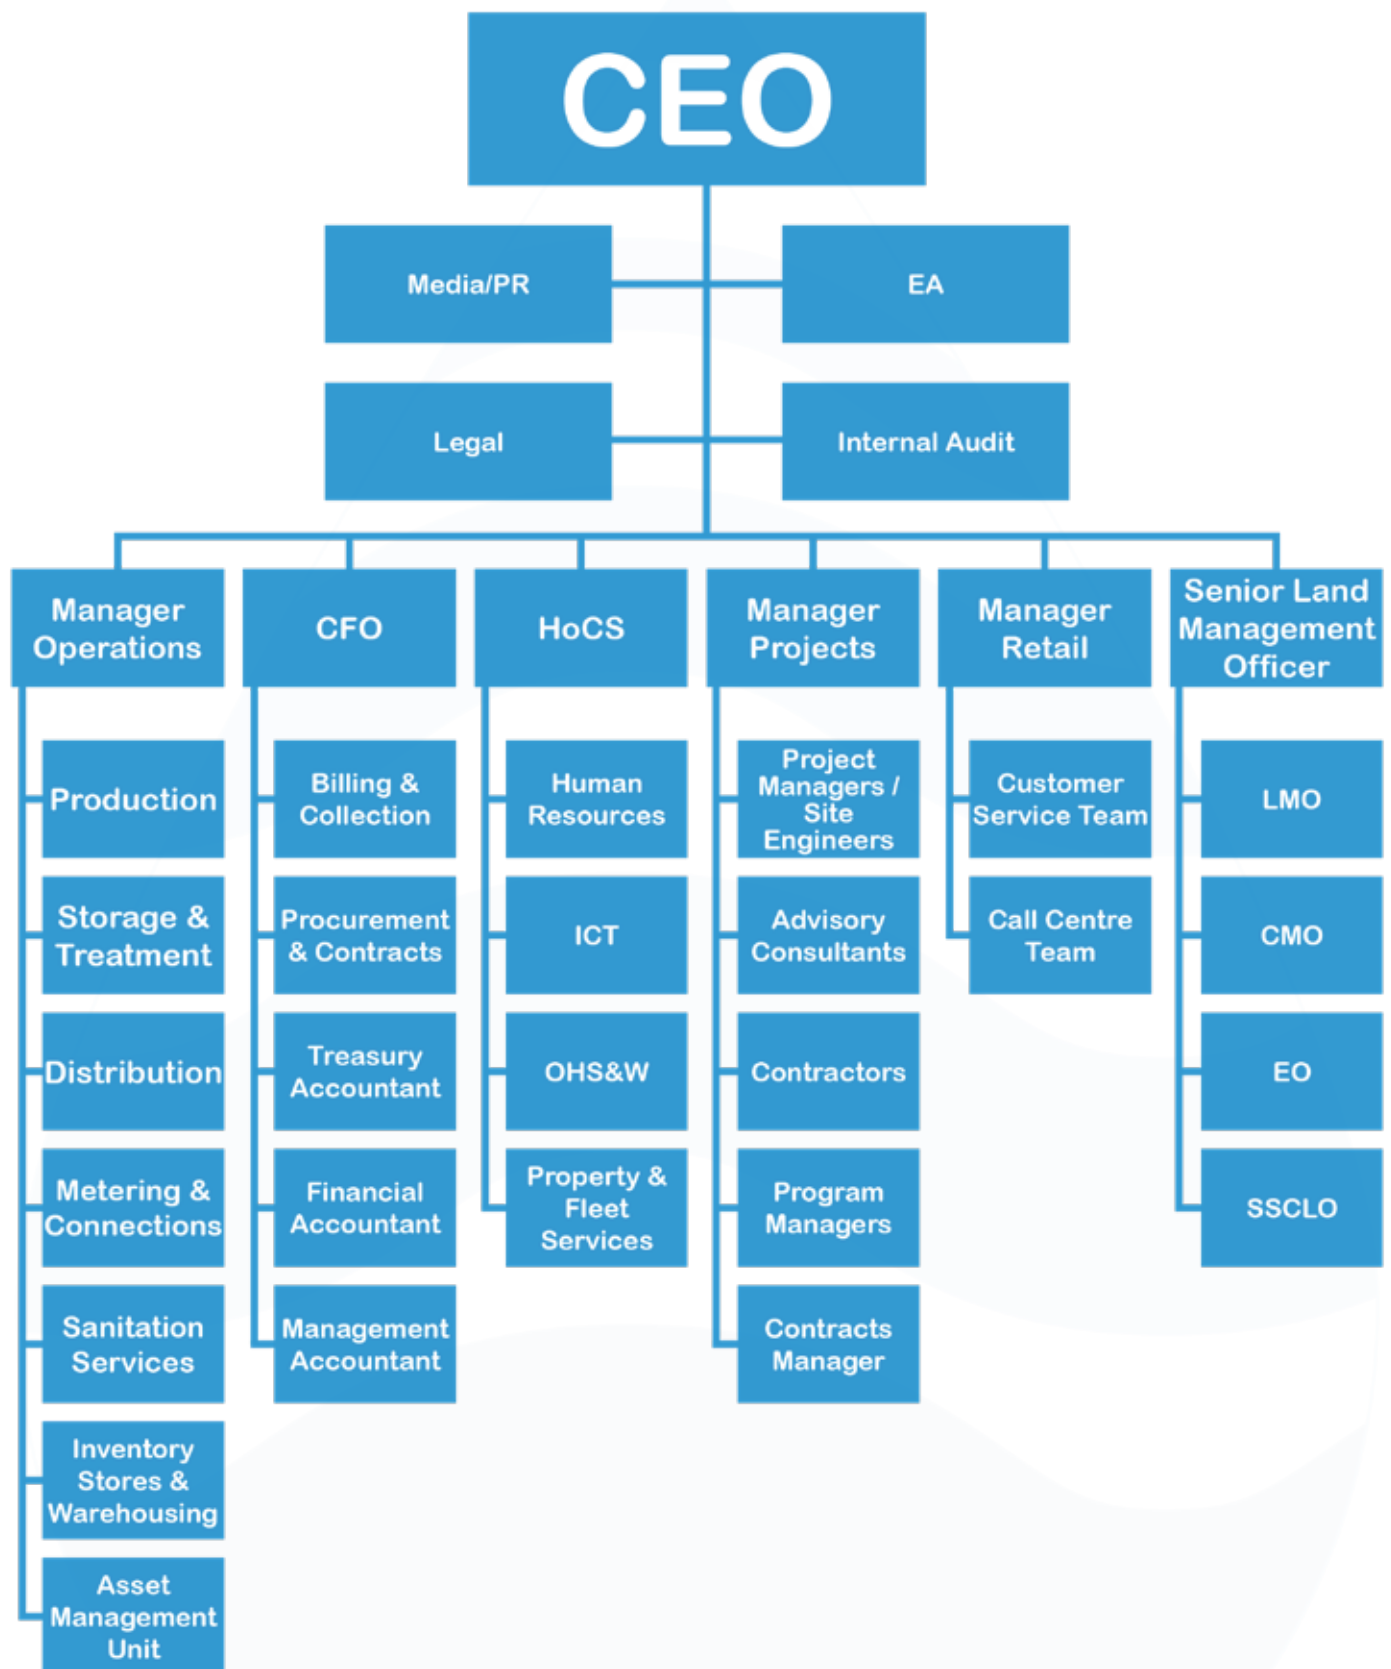 CEO
Media/PR
EA
Legal
Internal Audit
Manager
Operations
CFO
HoCS
Manager
Projects
Manager
Retail
Senior Land
Management
Officer
Production
Storage &
Treatment
Distribution
Metering &
Connections
Sanitation
Services
Inventory
Stores &
Warehousing
Asset
Management
Unit
Billing &
Collection
Procurement
& Contracts
Treasury
Accountant
Financial
Accountant
Management
Accountant
Human
Resources
ICT
OHS&W
Property &
Fleet
Services
Project
Managers /
Site
Engineers
Advisory
Consultants
Contractors
Program
Managers
Contracts
Manager
Customer
Service Team
Call Centre
Team
LMO
CMO
EO
SSCLO